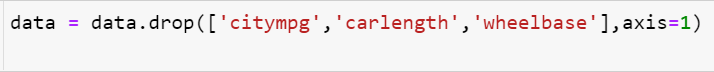 data = data.drop(['citympg','carlength','wheelbase'],axis=1)